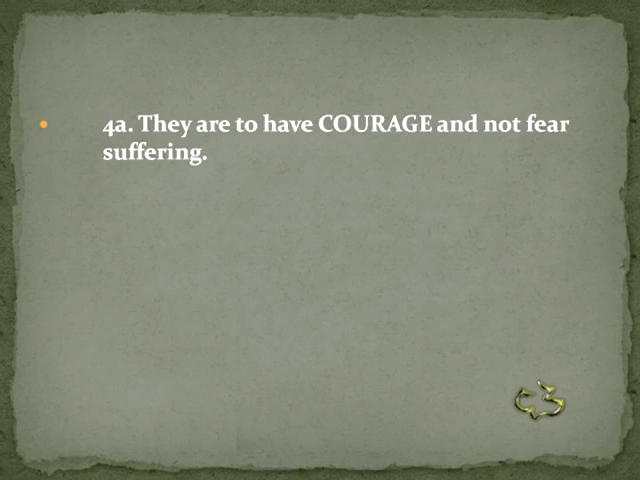 • 4a. They are to have COURAGE and not fear
suffering.